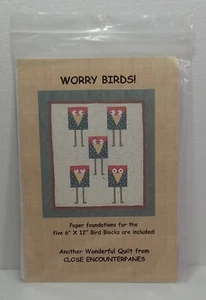 WORRY BIRDS!
Paper foundations for the
five 6" X 12" Bird Blocks are included!
Another Wonderful Quilt from
CLOSE ENCOUNTERPANES